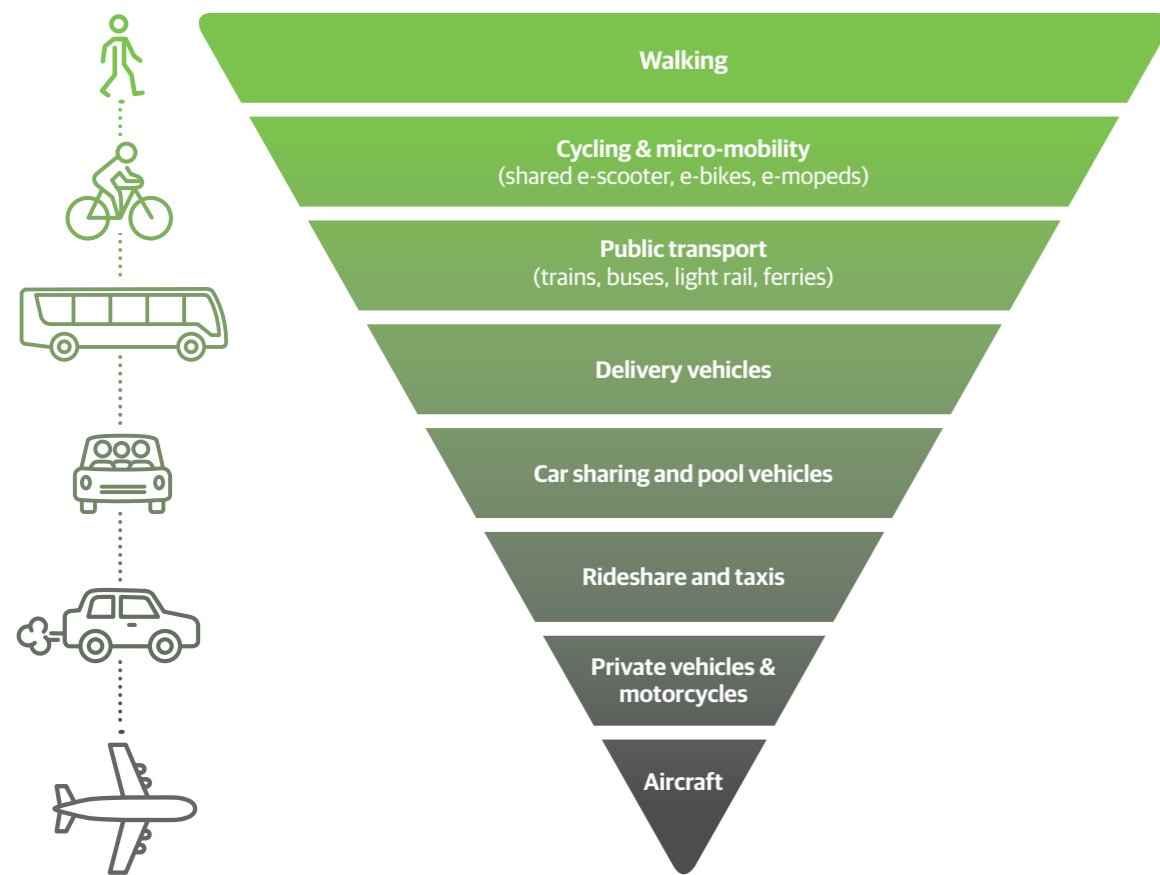 Walking
Cycling & micro-mobility
(shared e-scooter, e-bikes, e-mopeds)
Public transport
(trains, buses, light rail, ferries)
Delivery vehicles
Car sharing and pool vehicles
Rideshare and taxis
Private vehicles &
motorcycles
Aircraft